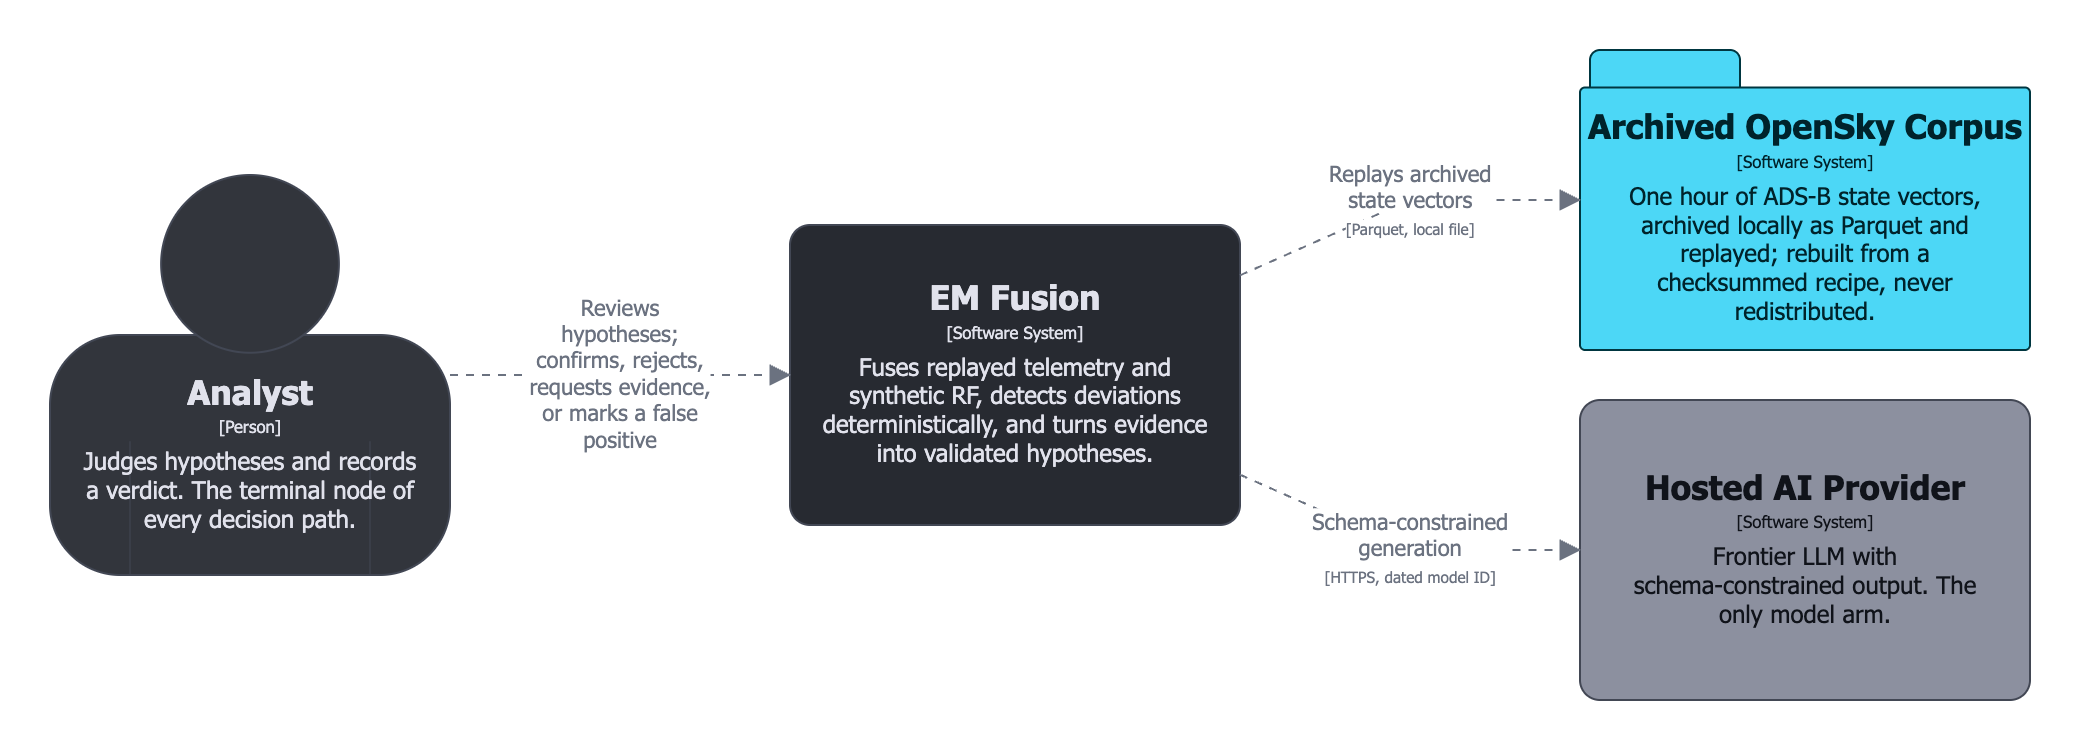 Analyst
[Person]
Judges hypotheses and records
a verdict. The terminal node of
every decision path.
Reviews
hypotheses;
confirms, rejects,
requests evidence,
or marks a false
positive
EM Fusion
[Software System]
Fuses replayed telemetry and
synthetic RF, detects deviations
deterministically, and turns evidence
into validated hypotheses.
Replays archived
state vectors
[Parquet, local file]
Archived OpenSky Corpus
[Software System]
One hour of ADS-B state vectors,
archived locally as Parquet and
replayed; rebuilt from a
checksummed recipe, never
redistributed.
Schema-constrained
generation
[HTTPS, dated model ID]
Hosted AI Provider
[Software System]
Frontier LLM with
schema-constrained output. The
only model arm.